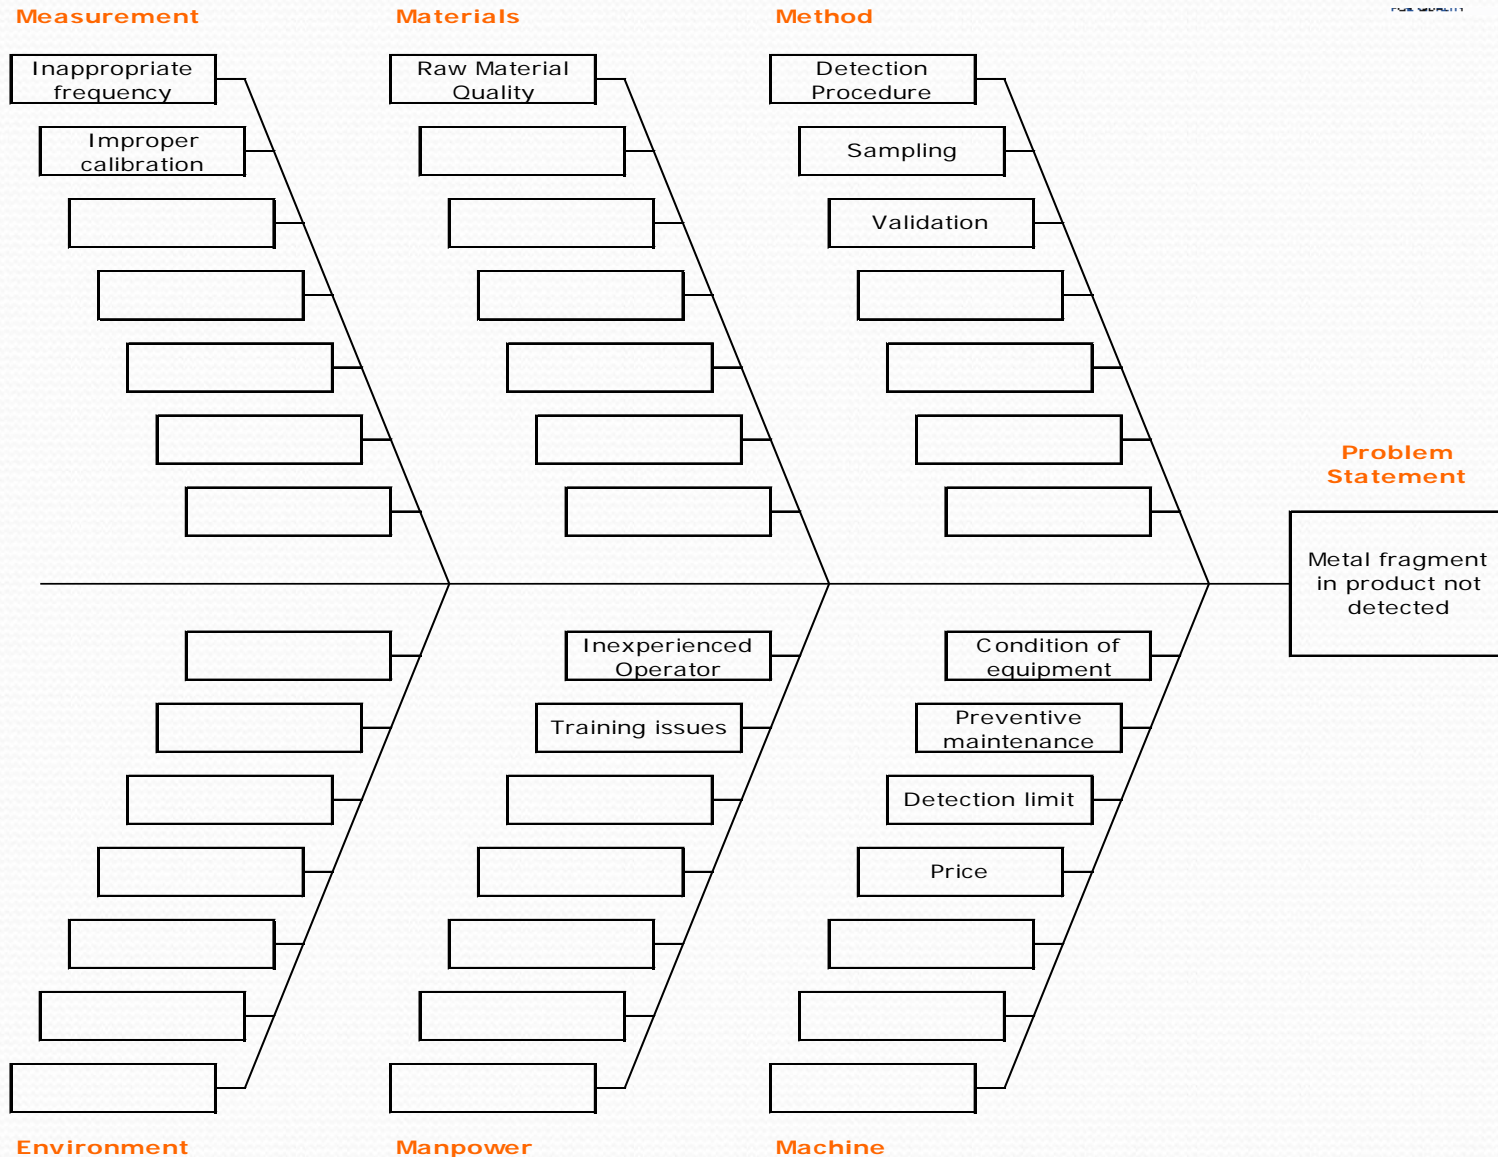 Measurement
Materials
Method
Inappropriate
frequency
Raw Material
Quality
Detection
Procedure
Improper
calibration
Sampling
Validation
Problem
Statement
Metal fragment
in product not
detected
Inexperienced
Operator
Condition of
equipment
Training issues
Preventive
maintenance
Detection limit
Price
Environment
Manpower
Machine